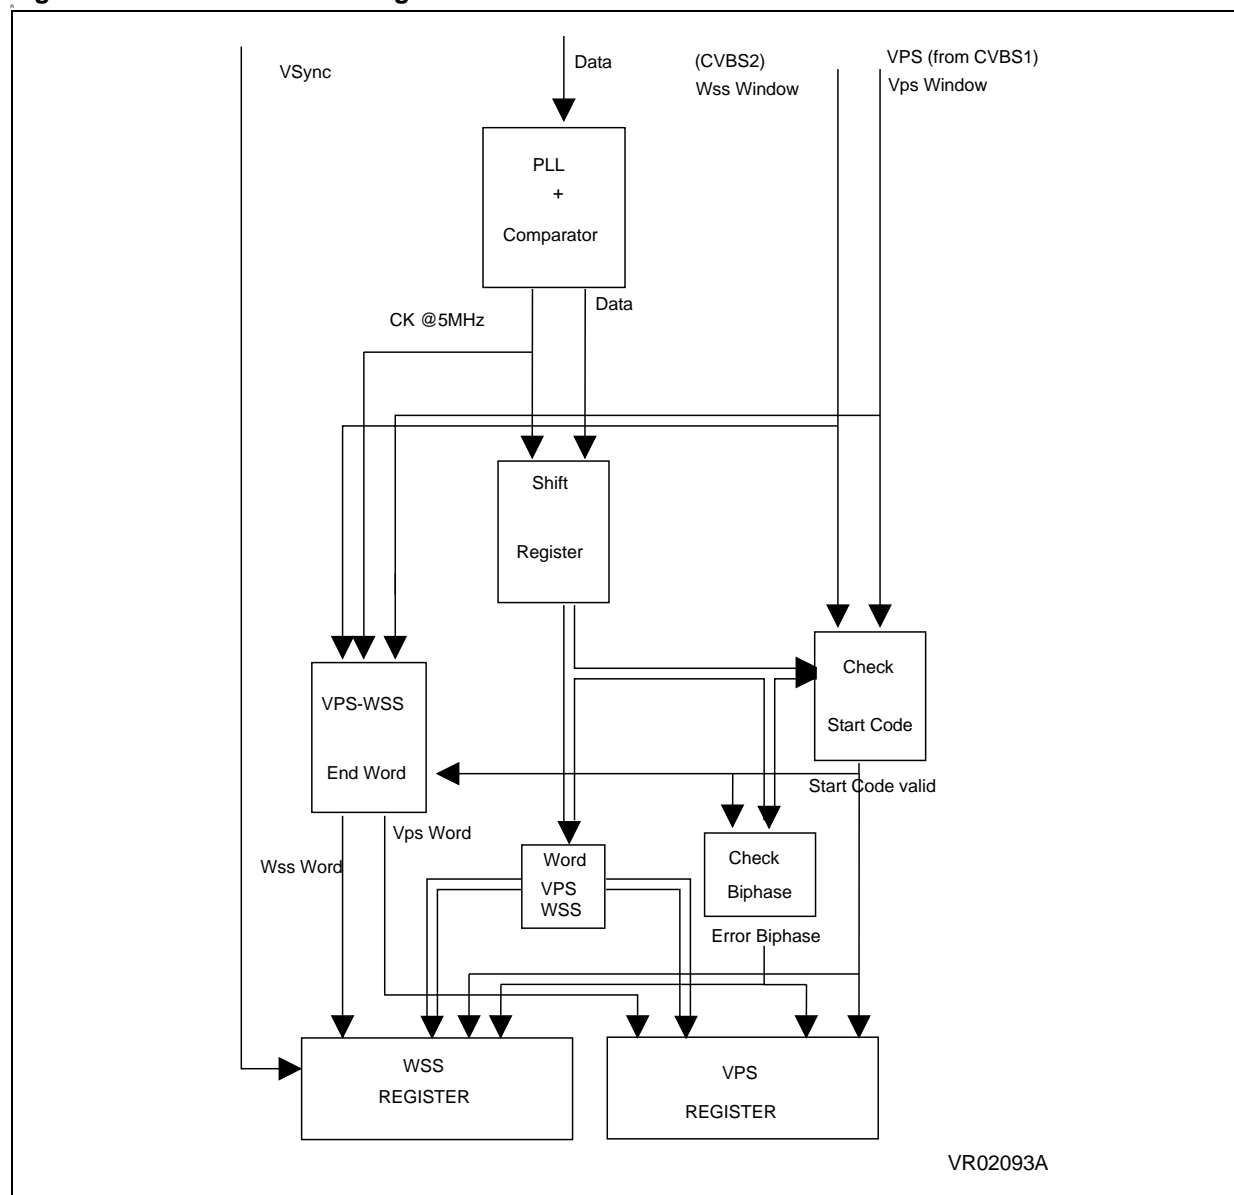 VSync
Data
(CVBS2)
Wss Window
VPS (from CVBS1)
Vps Window
PLL
+
Comparator
CK @5MHz
Data
Shift
Register
Check
Start Code
VPS-WSS
End Word
Start Code valid
Vps Word
Wss Word
Word
VPS
WSS
Check
Biphase
Error Biphase
WSS
REGISTER
VPS
REGISTER
VR02093A